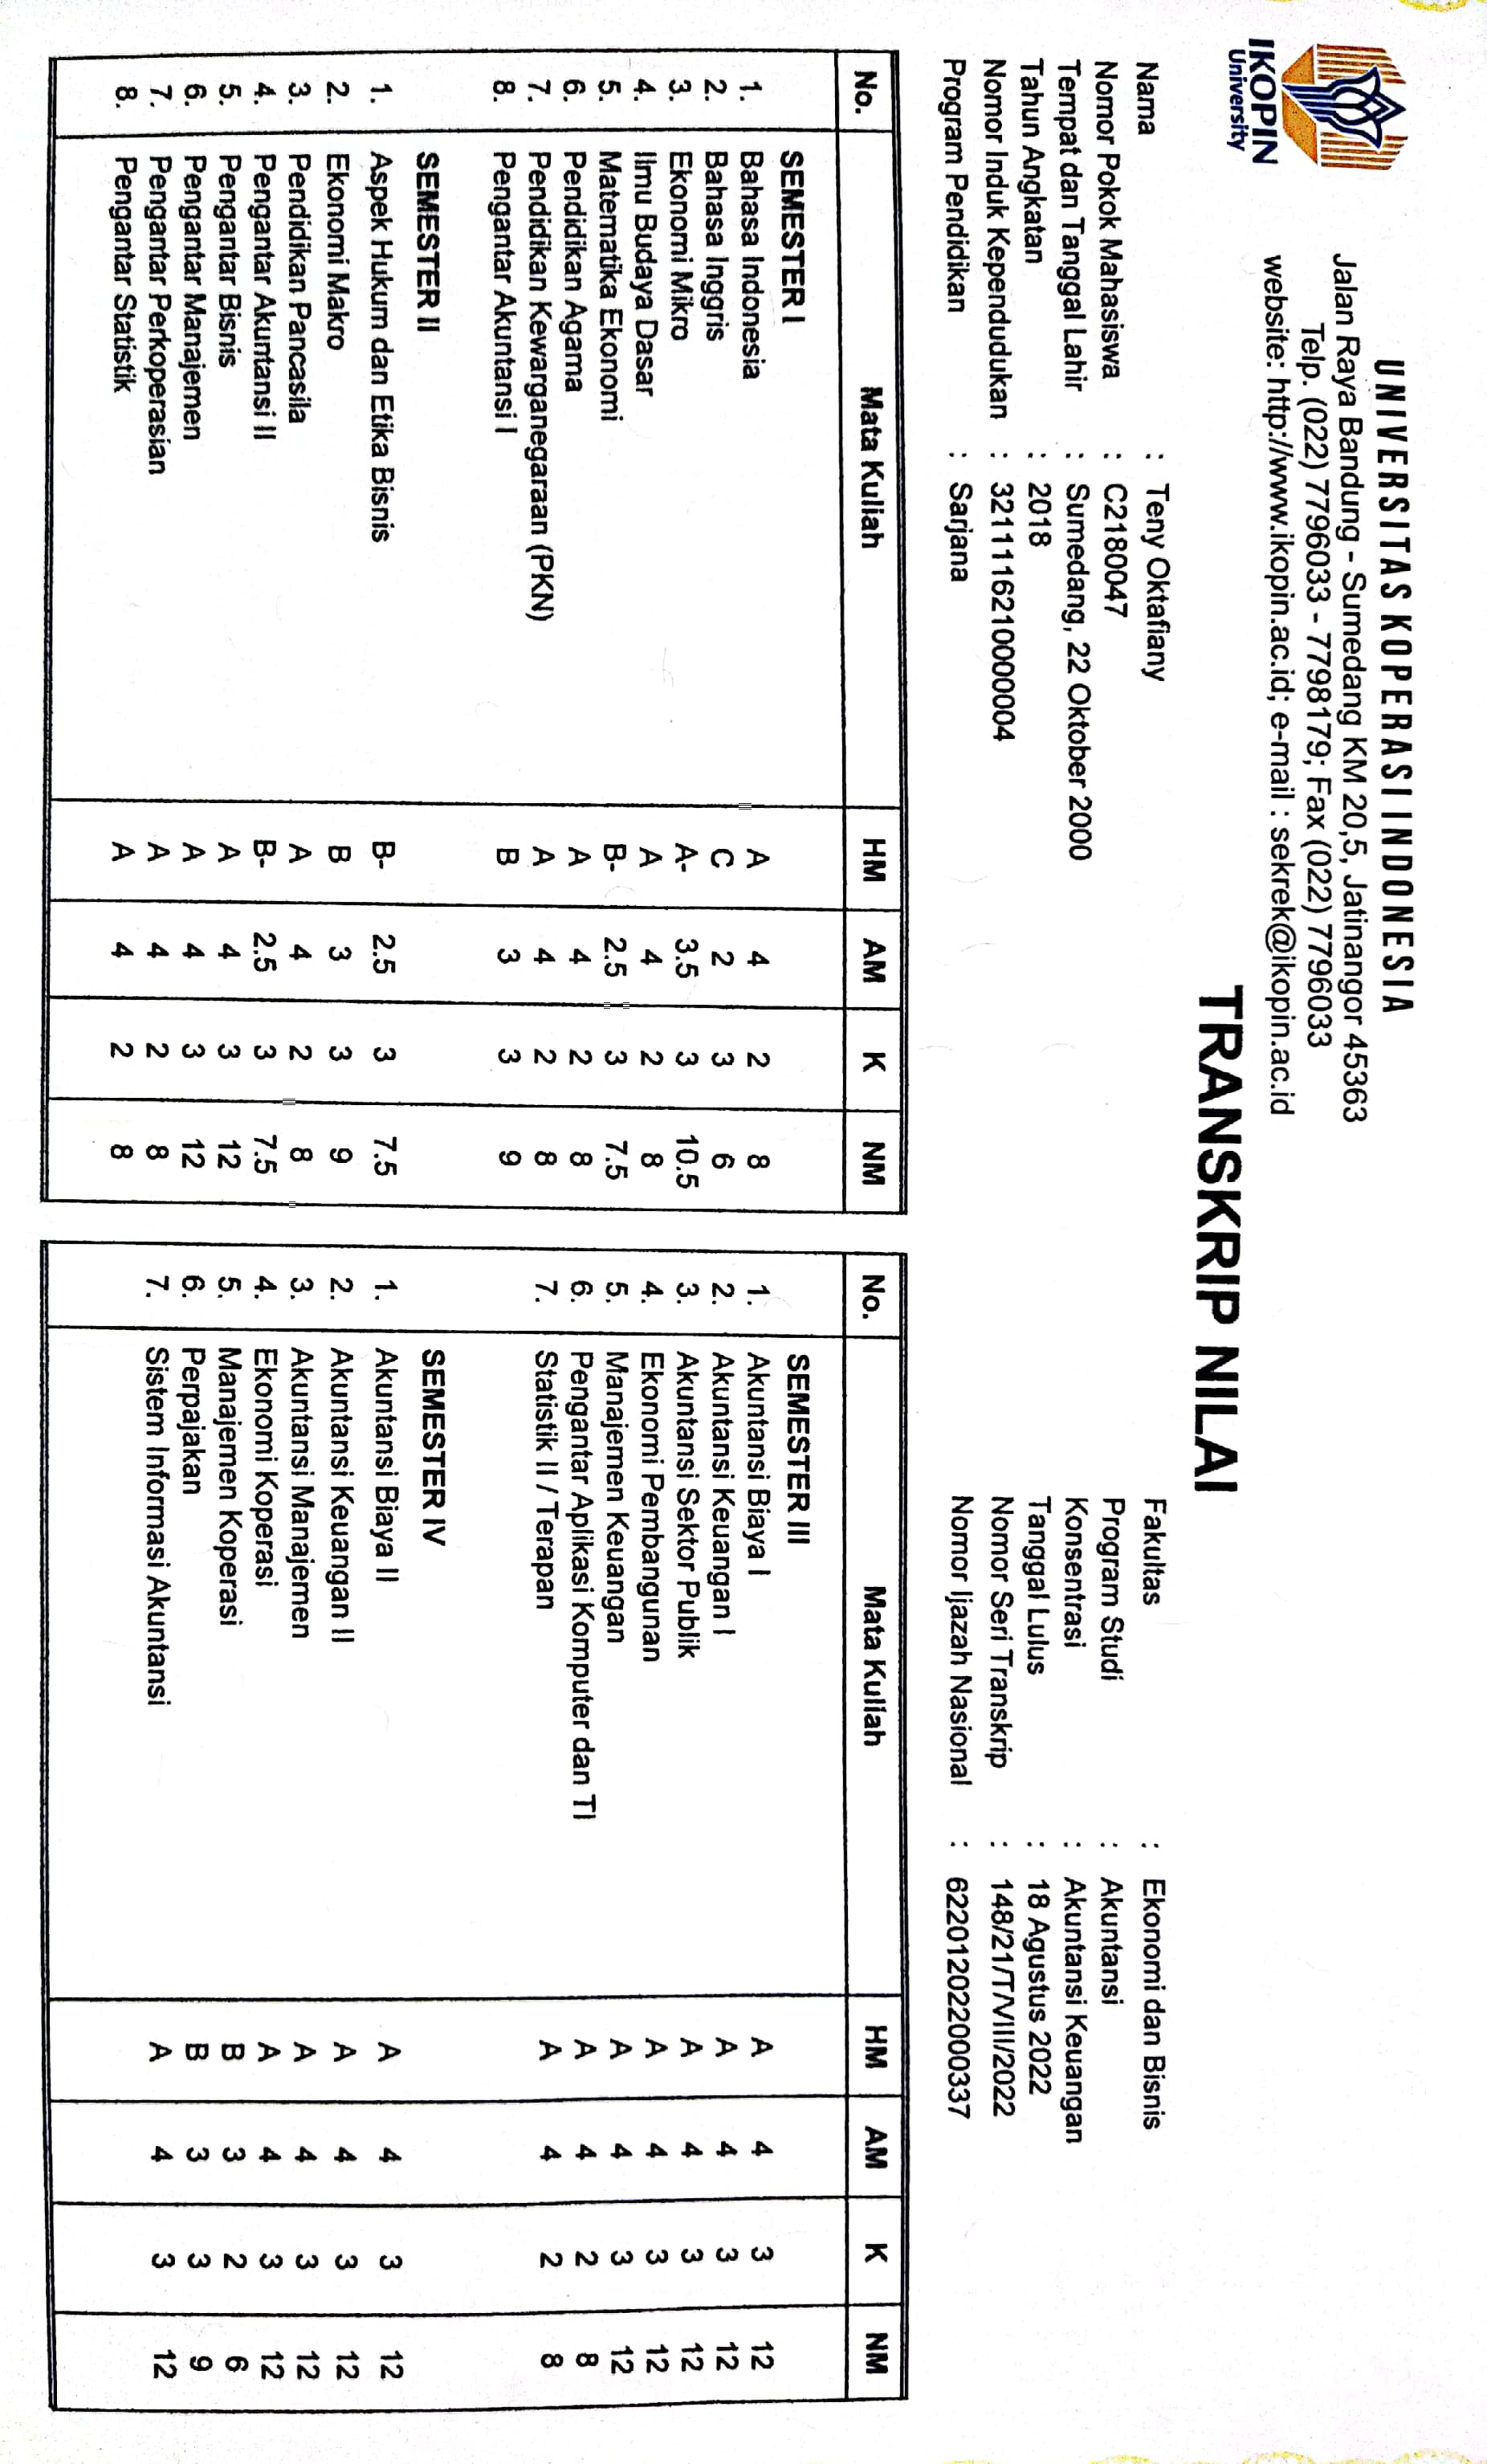 UNIVERSITAS KOPERASI INDONESIA
Jalan Raya Bandung - Sumedang KM 20,5, Jatinangor 45363
Telp. (022) 7796033 - 7798179; Fax (022) 7796033
website: http://www.ikopin.ac.id; e-mail : sekrek@ikopin.ac.id
IKOPIN
University
TRANSKRIP NILAI
Nama : Teny Oktafiany
Nomor Pokok Mahasiswa : C2180047
Tempat dan Tanggal Lahir : Sumedang, 22 Oktober 2000
Tahun Angkatan : 2018
Nomor Induk Kependudukan : 3211116210000004
Program Pendidikan : Sarjana
Fakultas : Ekonomi dan Bisnis
Program Studi : Akuntansi
Konsentrasi : Akuntansi Keuangan
Tanggal Lulus : 18 Agustus 2022
Nomor Seri Transkrip : 148/21/T/VIII/2022
Nomor Ijazah Nasional : 622012022000337
No. Mata Kuliah HM AM K NM
SEMESTER I
1. Bahasa Indonesia A 4 2 8
2. Bahasa Inggris C 2 3 6
3. Ekonomi Mikro A- 3.5 3 10.5
4. Ilmu Budaya Dasar A 4 2 8
5. Matematika Ekonomi B- 2.5 3 7.5
6. Pendidikan Agama A 4 2 8
7. Pendidikan Kewarganegaraan (PKN) A 4 2 8
8. Pengantar Akuntansi I B 3 3 9
SEMESTER II
1. Aspek Hukum dan Etika Bisnis B- 2.5 3 7.5
2. Ekonomi Makro B 3 3 9
3. Pendidikan Pancasila A 4 2 8
4. Pengantar Akuntansi II B- 2.5 3 7.5
5. Pengantar Bisnis A 4 3 12
6. Pengantar Manajemen A 4 3 12
7. Pengantar Perkoperasian A 4 2 8
8. Pengantar Statistik A 4 2 8
No. Mata Kuliah HM AM K NM
SEMESTER III
1. Akuntansi Biaya I A 4 3 12
2. Akuntansi Keuangan I A 4 3 12
3. Akuntansi Sektor Publik A 4 3 12
4. Ekonomi Pembangunan A 4 3 12
5. Manajemen Keuangan A 4 3 12
6. Pengantar Aplikasi Komputer dan TI A 4 2 8
7. Statistik II / Terapan A 4 2 8
SEMESTER IV
1. Akuntansi Biaya II A 4 3 12
2. Akuntansi Keuangan II A 4 3 12
3. Akuntansi Manajemen A 4 3 12
4. Ekonomi Koperasi A 4 3 12
5. Manajemen Koperasi B 3 2 6
6. Perpajakan B 3 3 9
7. Sistem Informasi Akuntansi A 4 3 12